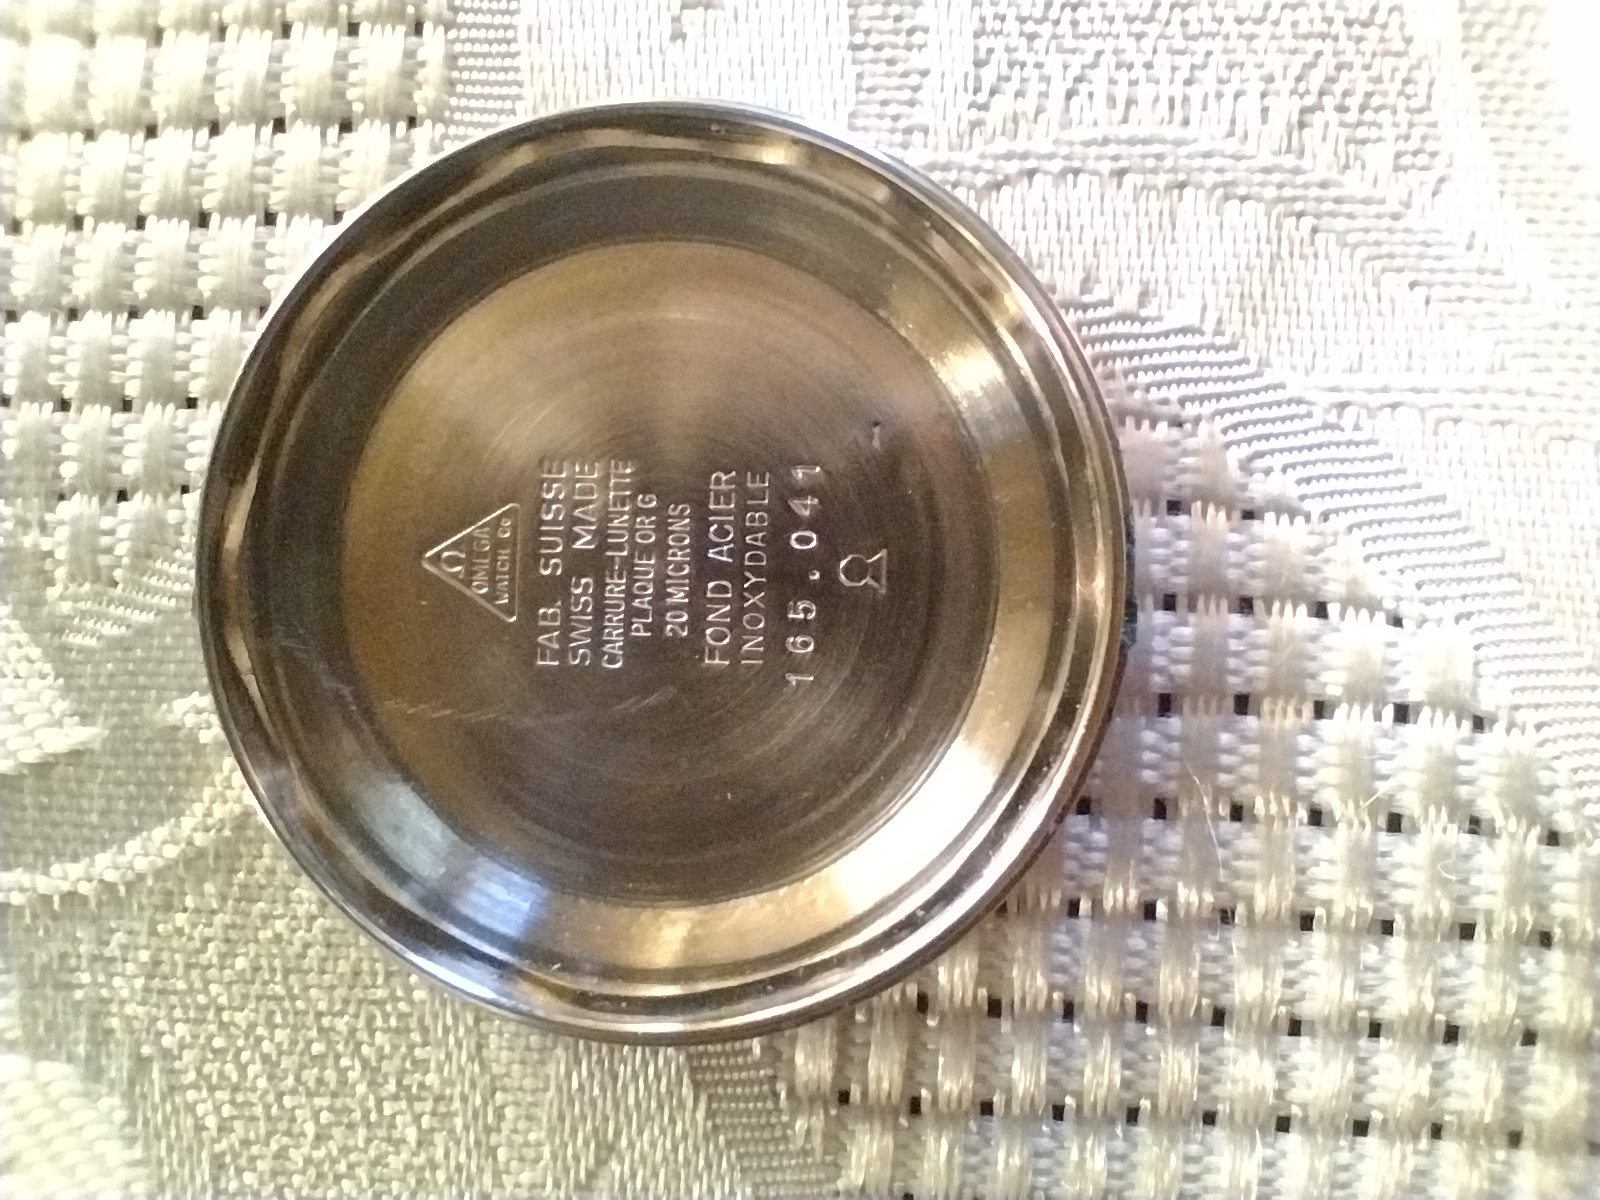 Ω
OMEGA
WATCH Co
FAB. SUISSE
SWISS MADE
CARRURE-LUNETTE
PLAQUE OR G
20 MICRONS
FOND ACIER
INOXYDABLE
165.041